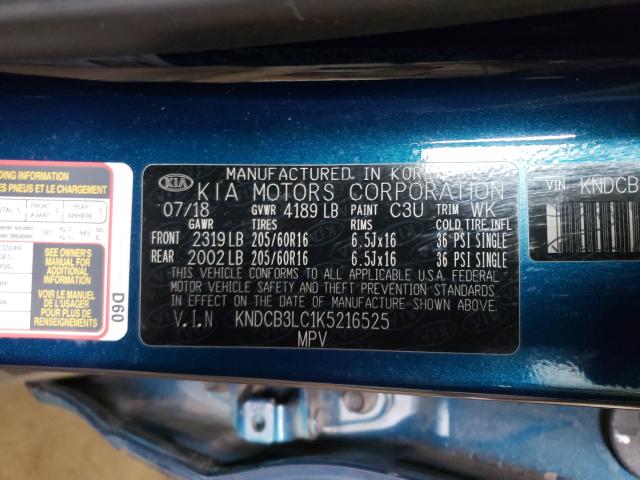 DING INFORMATION
ES PNEUS ET LE CHARGEMENT
FRONT
REAR
SEE OWNER'S
MANUAL FOR
ADDITIONAL
INFORMATION
VOIR LE MANUEL
DE L'USAGER
POUR PLUS DE
RENSEIGNEMENTS
D60
MANUFACTURED IN KOREA
KIA KIA MOTORS CORPORATION
07/18 GVWR 4189 LB PAINT C3U TRIM WK
GAWR TIRES RIMS COLD TIRE INFL
FRONT 2319 LB 205/60R16 6.5Jx16 36 PSI SINGLE
REAR 2002 LB 205/60R16 6.5Jx16 36 PSI SINGLE
THIS VEHICLE CONFORMS TO ALL APPLICABLE U.S.A. FEDERAL
MOTOR VEHICLE SAFETY AND THEFT PREVENTION STANDARDS
IN EFFECT ON THE DATE OF MANUFACTURE SHOWN ABOVE.
V.I.N KNDCB3LC1K5216525
MPV
VIN KNDCB